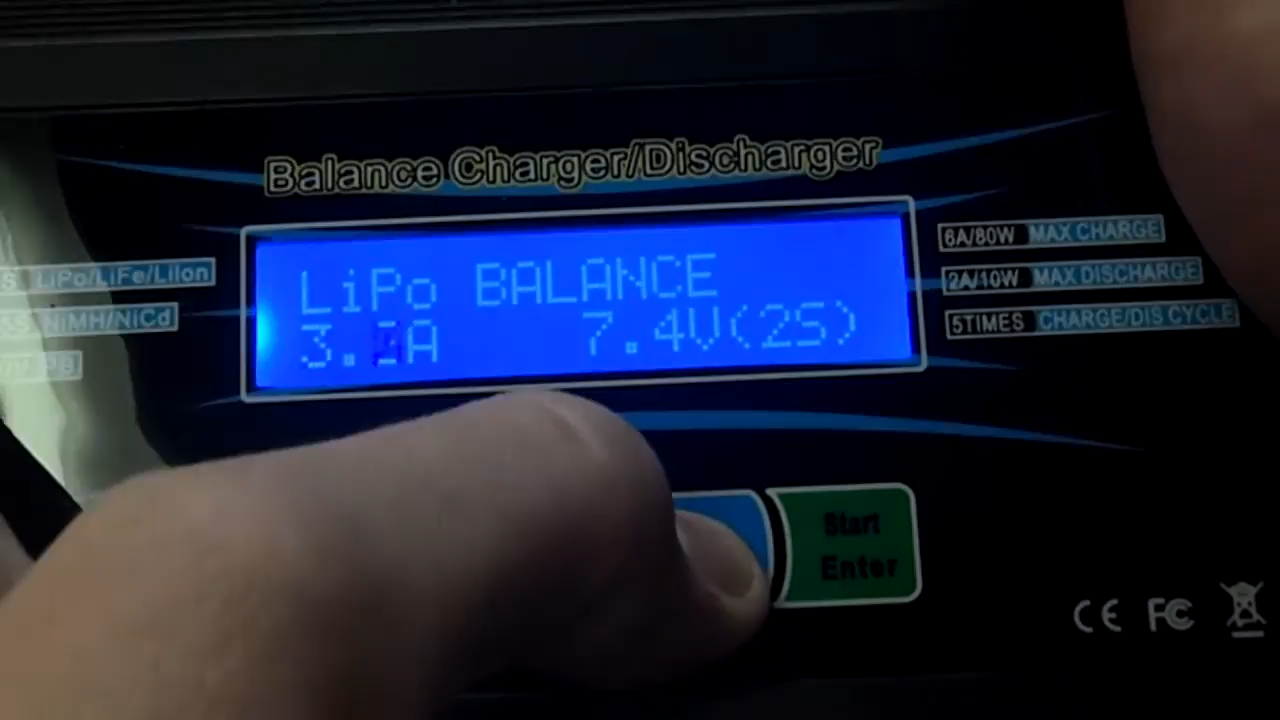 Balance Charger/Discharger
LiPo BALANCE
A 7.4V(2S)
S LiPo/LiFe/LiIon
NiMH/NiCd
Pb
6A/80W MAX CHARGE
2A/10W MAX DISCHARGE
5TIMES CHARGE/DIS CYCLE
Start
Enter
CE FC